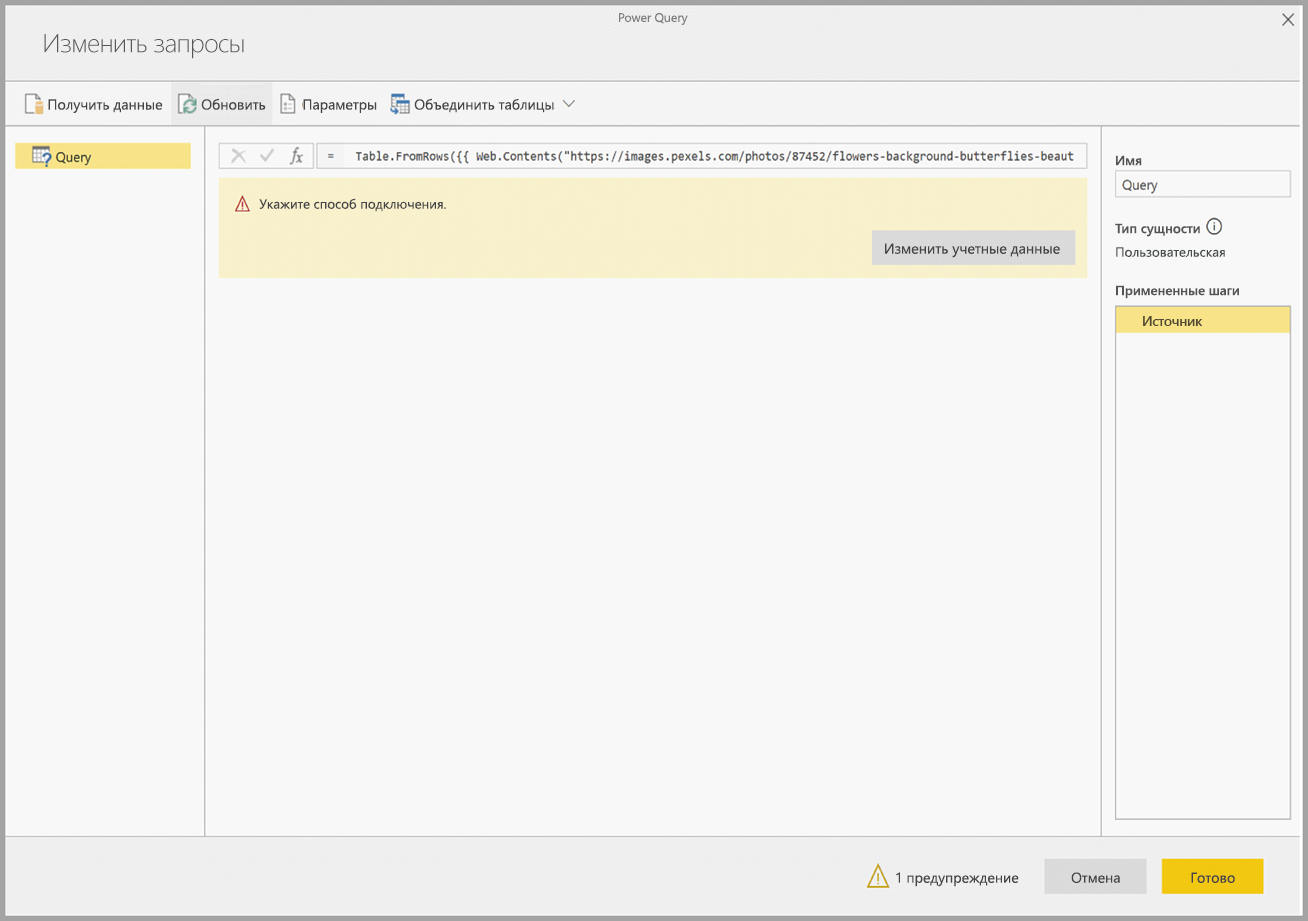 Power Query
Изменить запросы
Получить данные
Обновить
Параметры
Объединить таблицы
Query
fx
= Table.FromRows({{ Web.Contents("https://images.pexels.com/photos/87452/flowers-background-butterflies-beaut
Укажите способ подключения.
Изменить учетные данные
Имя
Query
Тип сущности
Пользовательская
Примененные шаги
Источник
1 предупреждение
Отмена
Готово